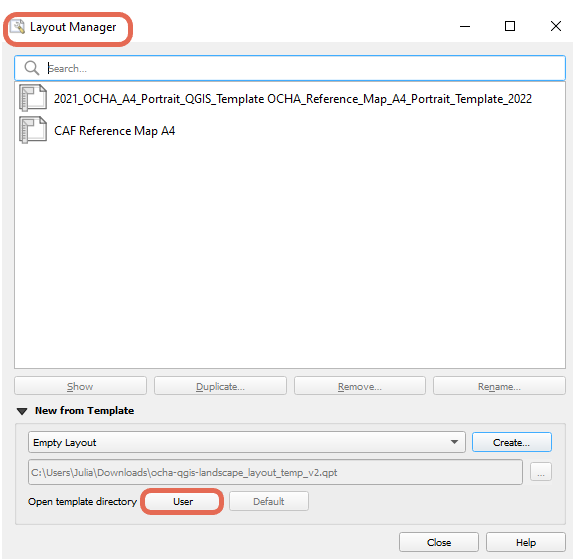 Layout Manager
Search...
2021_OCHA_A4_Portrait_QGIS_Template OCHA_Reference_Map_A4_Portrait_Template_2022
CAF Reference Map A4
Show Duplicate... Remove... Rename...
New from Template
Empty Layout Create...
C:\Users\Julia\Downloads\ocha-qgis-landscape_layout_temp_v2.qpt ...
Open template directory User Default
Close Help